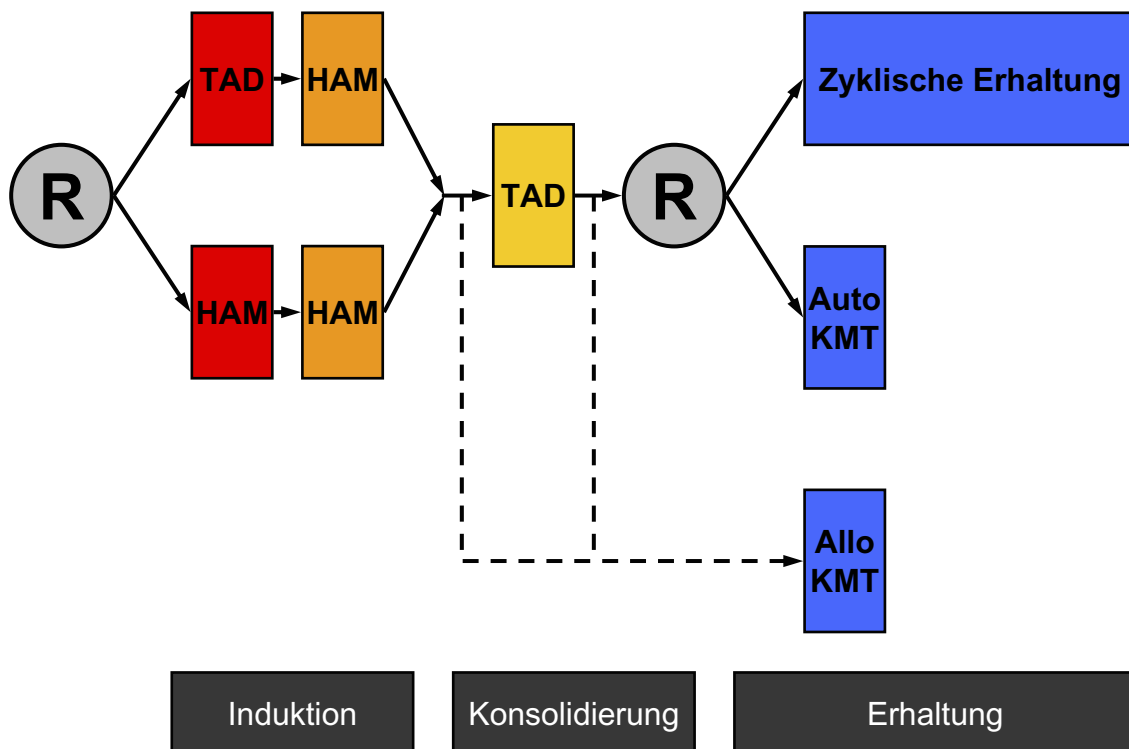 R
TAD
HAM
HAM
HAM
TAD
R
Zyklische Erhaltung
Auto
KMT
Allo
KMT
Induktion
Konsolidierung
Erhaltung